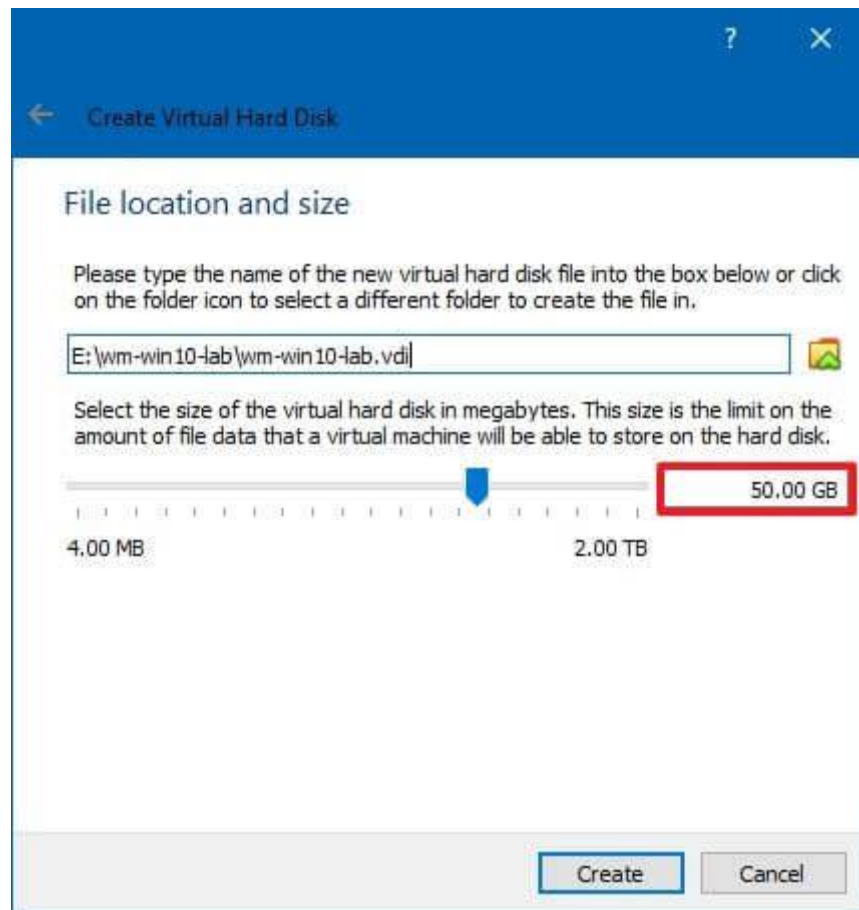 ?
Create Virtual Hard Disk
File location and size
Please type the name of the new virtual hard disk file into the box below or click
on the folder icon to select a different folder to create the file in.
E:\wm-win10-lab\wm-win10-lab.vdi
Select the size of the virtual hard disk in megabytes. This size is the limit on the
amount of file data that a virtual machine will be able to store on the hard disk.
50.00 GB
4.00 MB 2.00 TB
Create Cancel